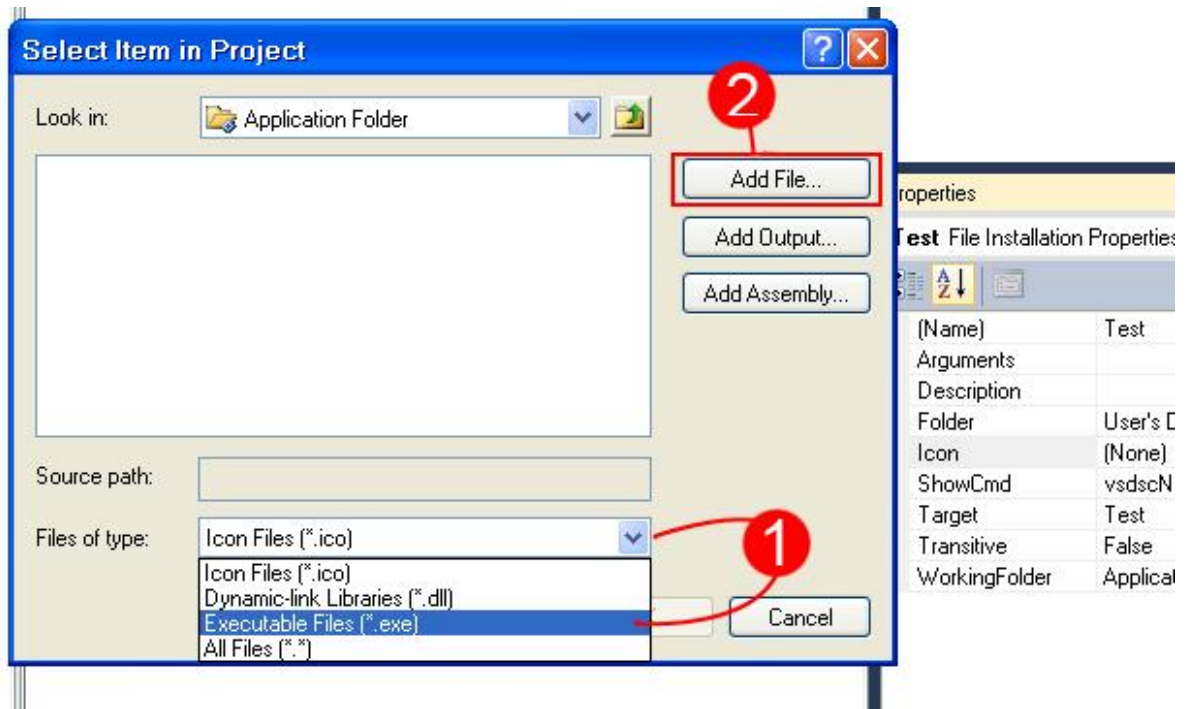 Select Item in Project
2
Look in:
Application Folder
Add File...
Add Output...
Add Assembly...
Source path:
Files of type:
Icon Files (*.ico)
Icon Files (*.ico)
Dynamic-link Libraries (*.dll)
Executable Files (*.exe)
All Files (*.*)
1
Cancel
roperties
Test File Installation Properties
(Name) Test
Arguments
Description
Folder User's D
Icon (None)
ShowCmd vsdscN
Target Test
Transitive False
WorkingFolder Applicat